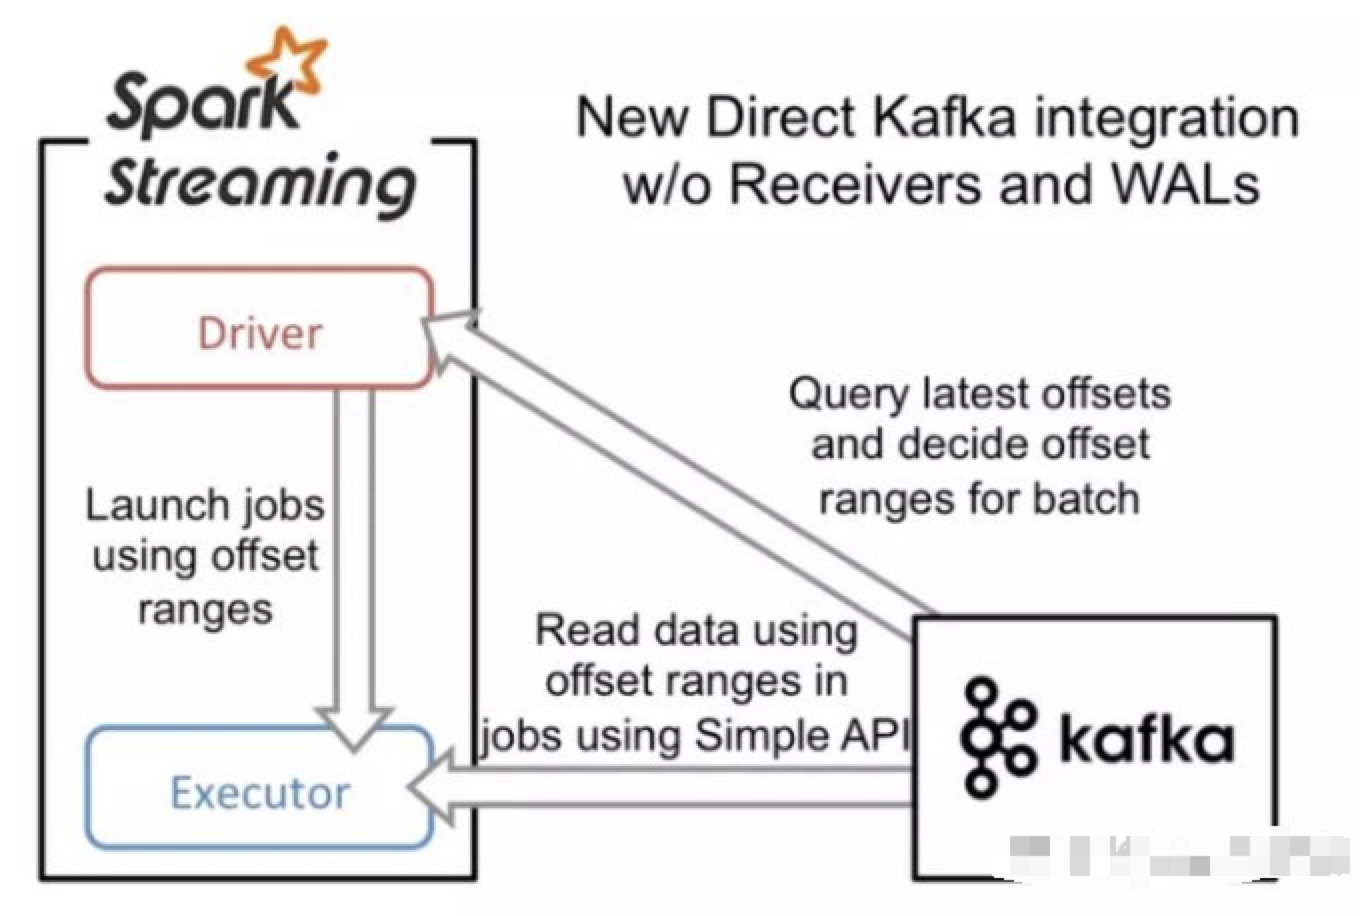 Spark
Streaming
New Direct Kafka integration
w/o Receivers and WALs
Driver
Query latest offsets
and decide offset
ranges for batch
Launch jobs
using offset
ranges
Read data using
offset ranges in
jobs using Simple API
kafka
Executor